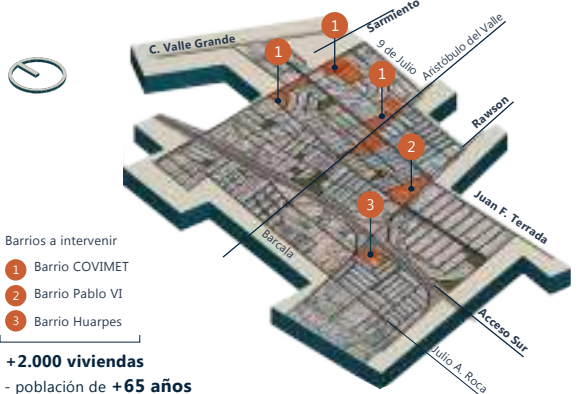 Sarmiento
C. Valle Grande
9 de Julio
Aristóbulo del Valle
1
1
1
Rawson
2
3
Juan F. Terrada
Barcala
Acceso Sur
Julio A. Roca
Barrios a intervenir
1 Barrio COVIMET
2 Barrio Pablo VI
3 Barrio Huarpes
+2.000 viviendas
- población de +65 años